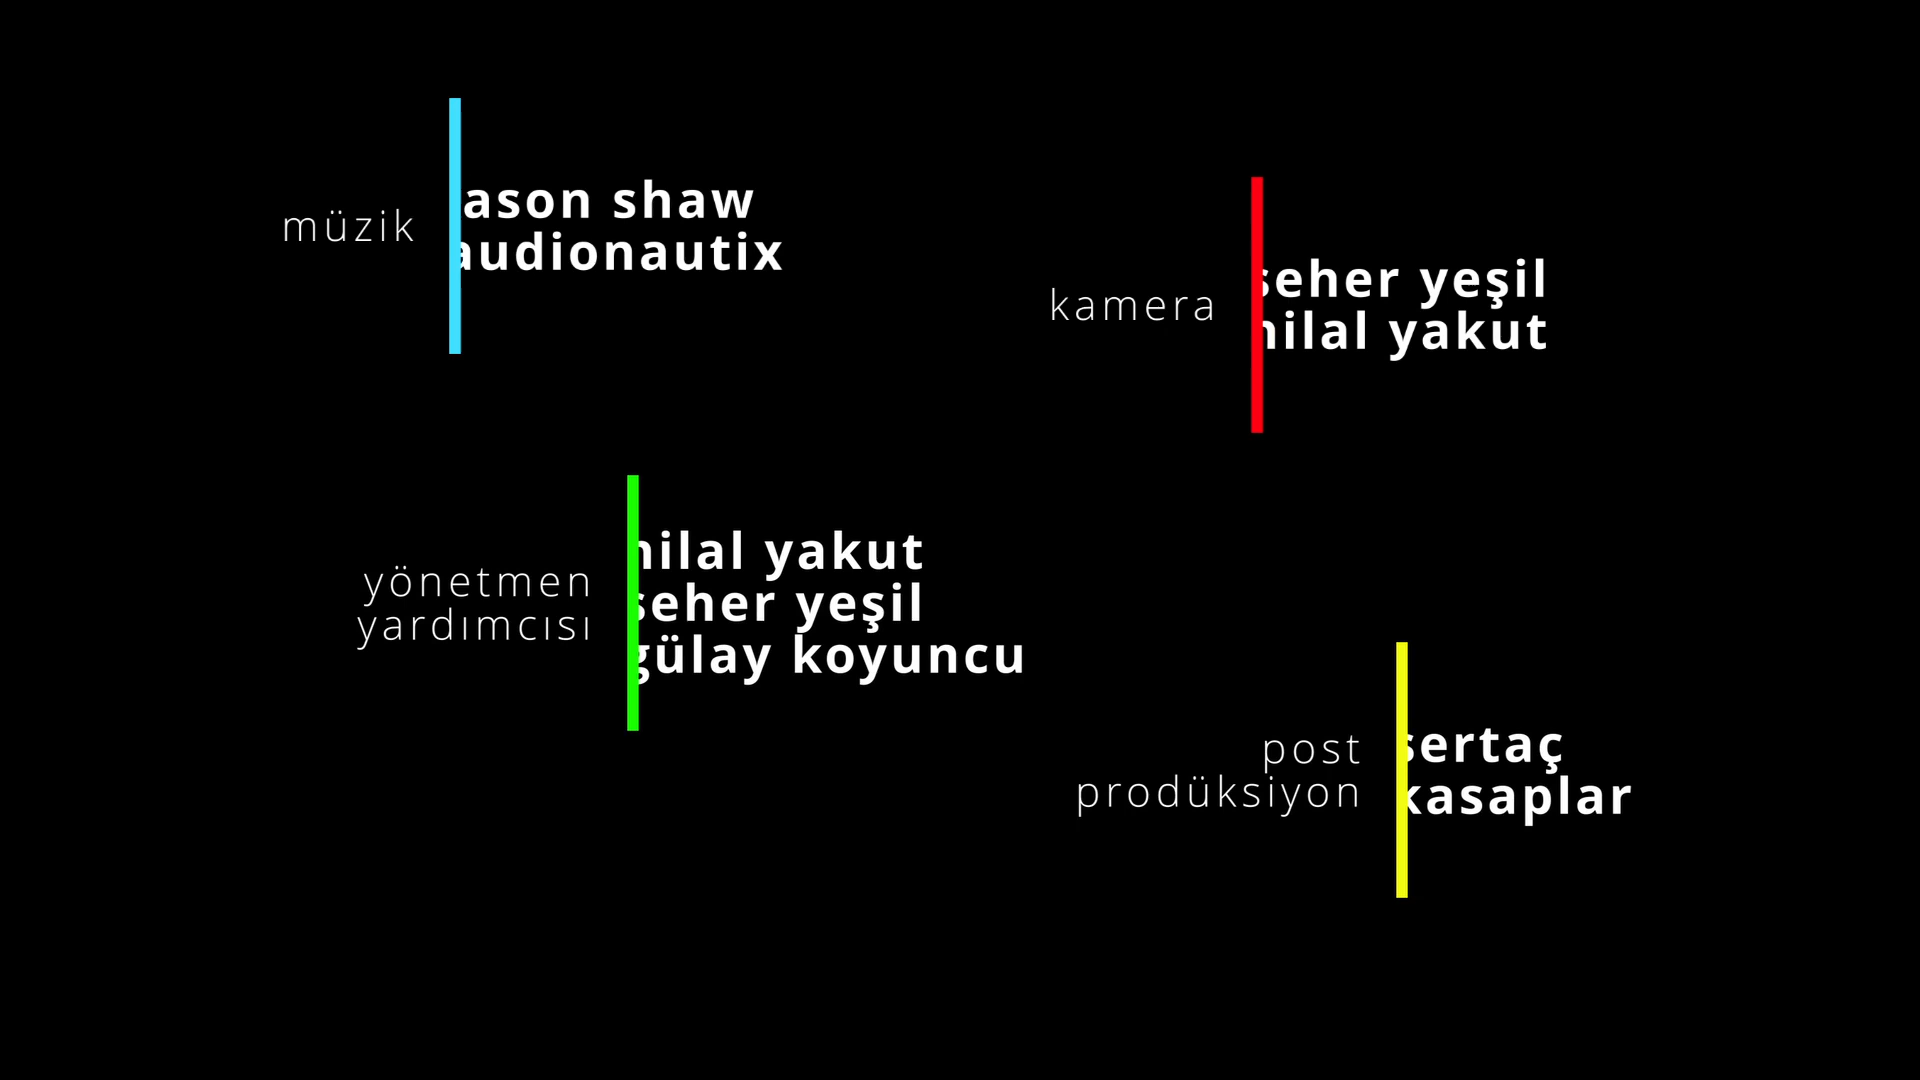 müzik
jason shaw
audionautix
kamera
seher yeşil
hilal yakut
yönetmen
yardımcısı
hilal yakut
seher yeşil
gülay koyuncu
post
prodüksiyon
sertaç
kasaplar